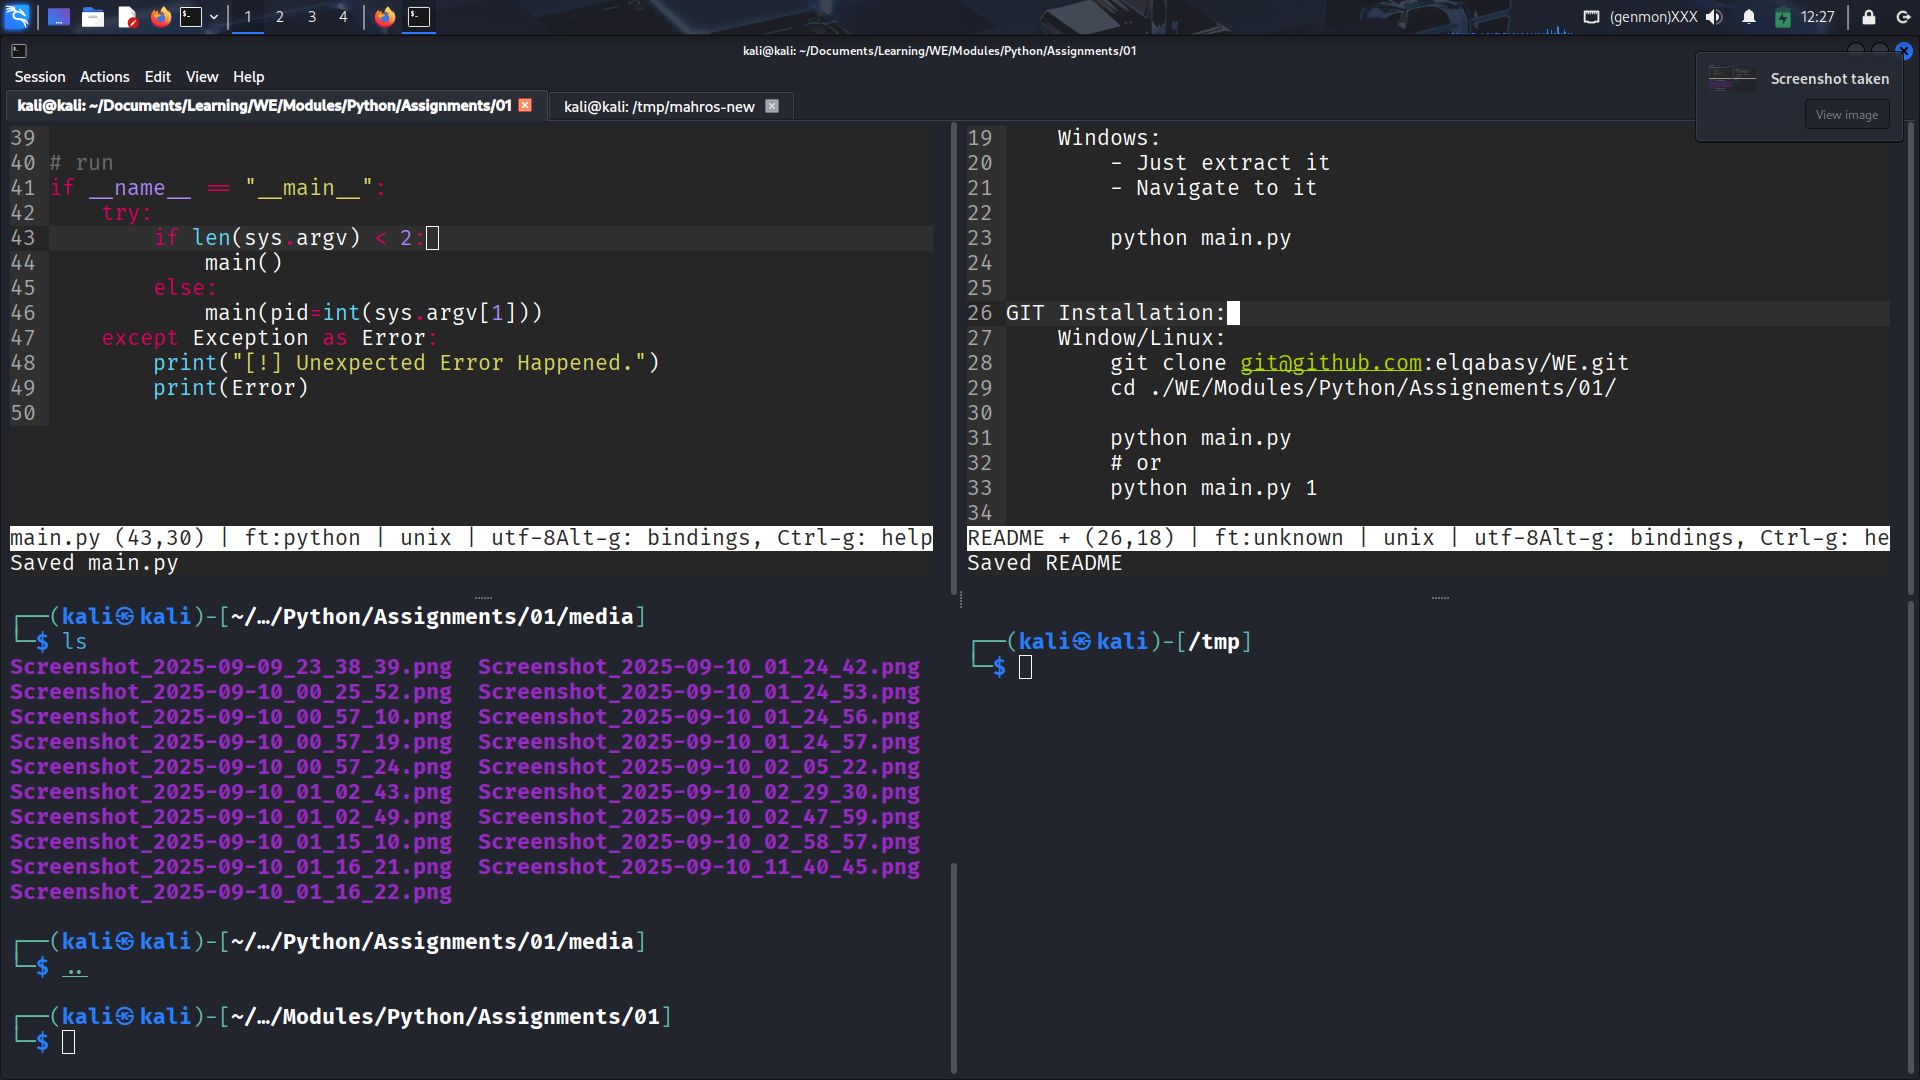 1 2 3 4
(genmon)XXX 12:27
kali@kali: ~/Documents/Learning/WE/Modules/Python/Assignments/01
Session Actions Edit View Help
Screenshot taken
View image
kali@kali: ~/Documents/Learning/WE/Modules/Python/Assignments/01
kali@kali: /tmp/mahros-new
39
40 # run
41 if __name__ == "__main__":
42     try:
43         if len(sys.argv) < 2:
44             main()
45         else:
46             main(pid=int(sys.argv[1]))
47     except Exception as Error:
48         print("[!] Unexpected Error Happened.")
49         print(Error)
50
main.py (43,30) | ft:python | unix | utf-8Alt-g: bindings, Ctrl-g: help
Saved main.py
19     Windows:
20         - Just extract it
21         - Navigate to it
22
23         python main.py
24
25
26 GIT Installation:
27     Window/Linux:
28         git clone git@github.com:elqabasy/WE.git
29         cd ./WE/Modules/Python/Assignements/01/
30
31         python main.py
32         # or
33         python main.py 1
34
README + (26,18) | ft:unknown | unix | utf-8Alt-g: bindings, Ctrl-g: he
Saved README
┌──(kali㉿kali)-[~/…/Python/Assignments/01/media]
└─$ ls
Screenshot_2025-09-09_23_38_39.png  Screenshot_2025-09-10_01_24_42.png
Screenshot_2025-09-10_00_25_52.png  Screenshot_2025-09-10_01_24_53.png
Screenshot_2025-09-10_00_57_10.png  Screenshot_2025-09-10_01_24_56.png
Screenshot_2025-09-10_00_57_19.png  Screenshot_2025-09-10_01_24_57.png
Screenshot_2025-09-10_00_57_24.png  Screenshot_2025-09-10_02_05_22.png
Screenshot_2025-09-10_01_02_43.png  Screenshot_2025-09-10_02_29_30.png
Screenshot_2025-09-10_01_02_49.png  Screenshot_2025-09-10_02_47_59.png
Screenshot_2025-09-10_01_15_10.png  Screenshot_2025-09-10_02_58_57.png
Screenshot_2025-09-10_01_16_21.png  Screenshot_2025-09-10_11_40_45.png
Screenshot_2025-09-10_01_16_22.png
┌──(kali㉿kali)-[~/…/Python/Assignments/01/media]
└─$ ..
┌──(kali㉿kali)-[~/…/Modules/Python/Assignments/01]
└─$
┌──(kali㉿kali)-[/tmp]
└─$